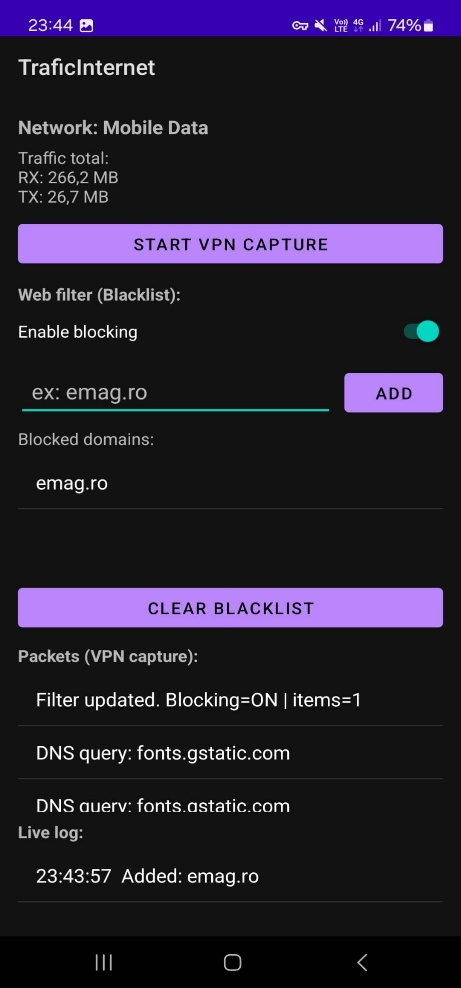 23:44 Vo)) LTE 4G 74%
TraficInternet
Network: Mobile Data
Traffic total:
RX: 266,2 MB
TX: 26,7 MB
START VPN CAPTURE
Web filter (Blacklist):
Enable blocking
ex: emag.ro ADD
Blocked domains:
emag.ro
CLEAR BLACKLIST
Packets (VPN capture):
Filter updated. Blocking=ON | items=1
DNS query: fonts.gstatic.com
DNS query: fonts.gstatic.com
Live log:
23:43:57  Added: emag.ro